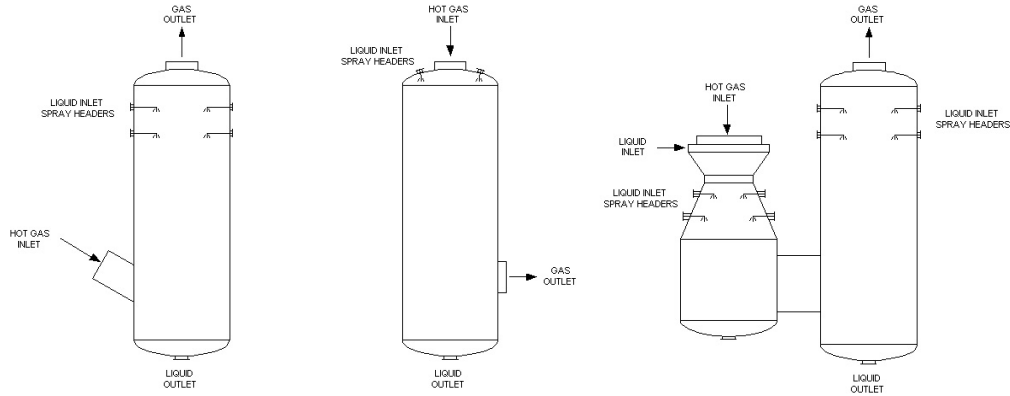 GAS
OUTLET
LIQUID INLET
SPRAY HEADERS
HOT GAS
INLET
LIQUID
OUTLET
HOT GAS
INLET
LIQUID INLET
SPRAY HEADERS
GAS
OUTLET
LIQUID
OUTLET
GAS
OUTLET
HOT GAS
INLET
LIQUID
INLET
LIQUID INLET
SPRAY HEADERS
LIQUID INLET
SPRAY HEADERS
LIQUID
OUTLET